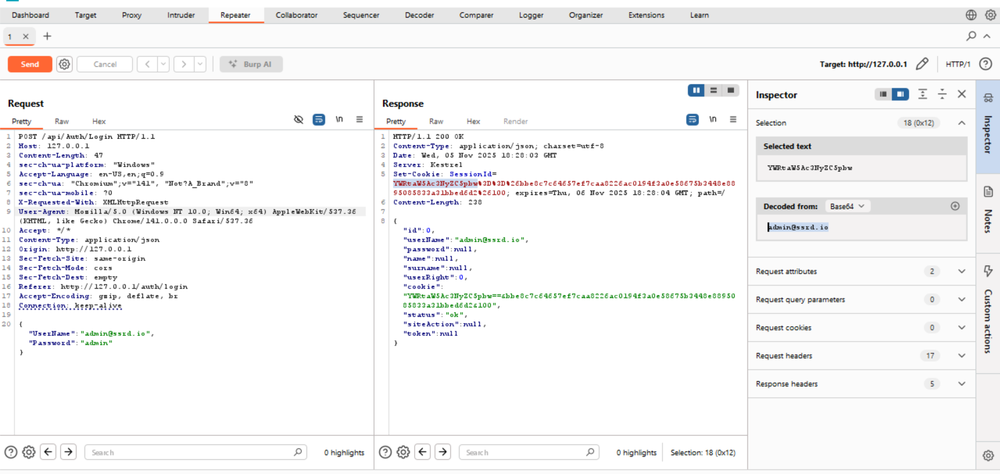 Dashboard Target Proxy Intruder Repeater Collaborator Sequencer Decoder Comparer Logger Organizer Extensions Learn
1 × +
Send Cancel < > Burp AI Target: http://127.0.0.1 HTTP/1
Request
Pretty Raw Hex \n
1 POST /api/Auth/Login HTTP/1.1
2 Host: 127.0.0.1
3 Content-Length: 47
4 sec-ch-ua-platform: "Windows"
5 Accept-Language: en-US,en;q=0.9
6 sec-ch-ua: "Chromium";v="141", "Not?A_Brand";v="8"
7 sec-ch-ua-mobile: ?0
8 X-Requested-With: XMLHttpRequest
9 User-Agent: Mozilla/5.0 (Windows NT 10.0; Win64; x64) AppleWebKit/537.36
(KHTML, like Gecko) Chrome/141.0.0.0 Safari/537.36
10 Accept: */*
11 Content-Type: application/json
12 Origin: http://127.0.0.1
13 Sec-Fetch-Site: same-origin
14 Sec-Fetch-Mode: cors
15 Sec-Fetch-Dest: empty
16 Referer: http://127.0.0.1/auth/login
17 Accept-Encoding: gzip, deflate, br
18 Connection: keep-alive
19
20 {
"UserName":"admin@ssrd.io",
"Password":"admin"
}
Search 0 highlights
Response
Pretty Raw Hex Render \n
1 HTTP/1.1 200 OK
2 Content-Type: application/json; charset=utf-8
3 Date: Wed, 05 Nov 2025 18:28:03 GMT
4 Server: Kestrel
5 Set-Cookie: SessionId=
YWRtaW5Ac3NyZC5pbw%3D%3D%26bbe8c7c64657ef7caa8226ac0194f3a0e58675b3448e88
95085833a31bbed6d2%26100; expires=Thu, 06 Nov 2025 18:28:04 GMT; path=/
6 Content-Length: 238
7
8 {
"id":0,
"userName":"admin@ssrd.io",
"password":null,
"name":null,
"surname":null,
"userRight":0,
"cookie":
"YWRtaW5Ac3NyZC5pbw==&bbe8c7c64657ef7caa8226ac0194f3a0e58675b3448e88950
85833a31bbed6d2&100",
"status":"ok",
"siteAction":null,
"token":null
}
Search 0 highlights Selection: 18 (0x12)
Inspector
Selection 18 (0x12)
Selected text
YWRtaW5Ac3NyZC5pbw
Decoded from: Base64
admin@ssrd.io
Request attributes 2
Request query parameters 0
Request cookies 0
Request headers 17
Response headers 5
Inspector
Notes
Custom actions